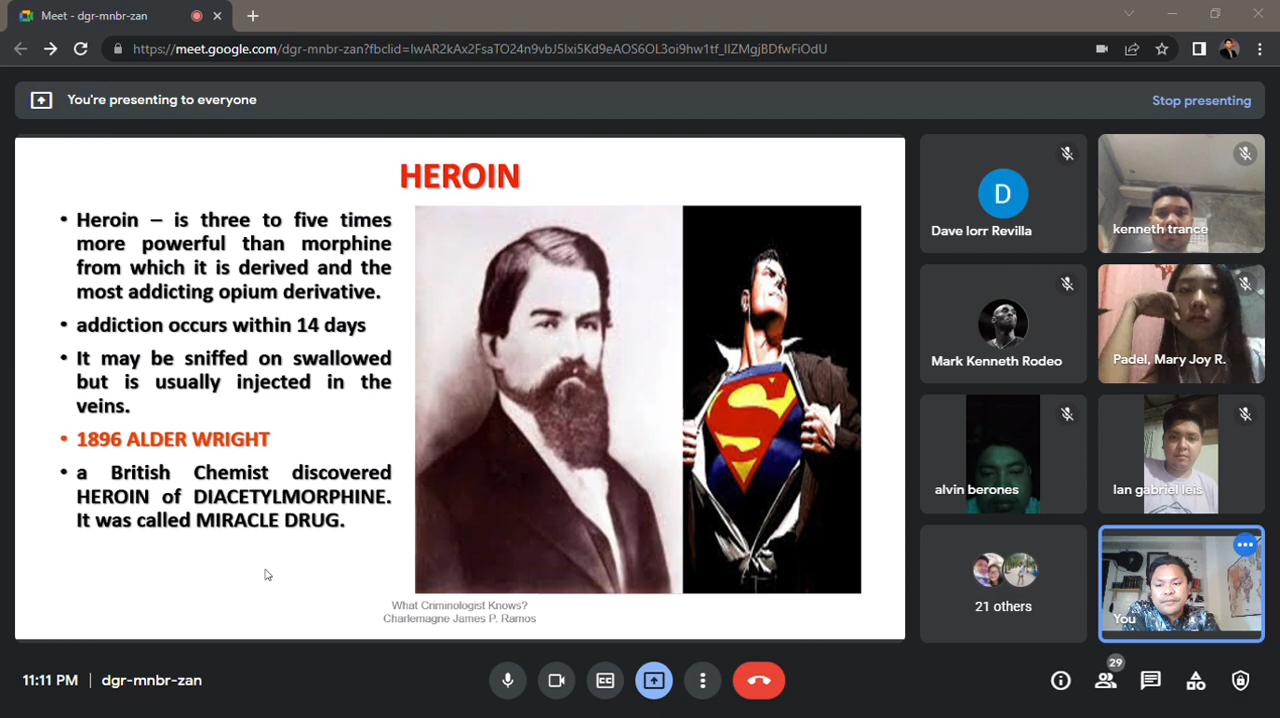 Meet - dgr-mnbr-zan
https://meet.google.com/dgr-mnbr-zan?fbclid=IwAR2kAx2FsaTO24n9vbJ5lxi5Kd9eAOS6OL3oi9hw1tf_lIZMgjBDfwFiOdU
You're presenting to everyone
Stop presenting
HEROIN
• Heroin – is three to five times
more powerful than morphine
from which it is derived and the
most addicting opium derivative.
• addiction occurs within 14 days
• It may be sniffed on swallowed
but is usually injected in the
veins.
• 1896 ALDER WRIGHT
• a British Chemist discovered
HEROIN of DIACETYLMORPHINE.
It was called MIRACLE DRUG.
S
What Criminologist Knows?
Charlemagne James P. Ramos
D
Dave lorr Revilla
kenneth trance
Mark Kenneth Rodeo
Padel, Mary Joy R.
alvin berones
Ian gabriel leis
21 others
You
11:11 PM | dgr-mnbr-zan
CC
29